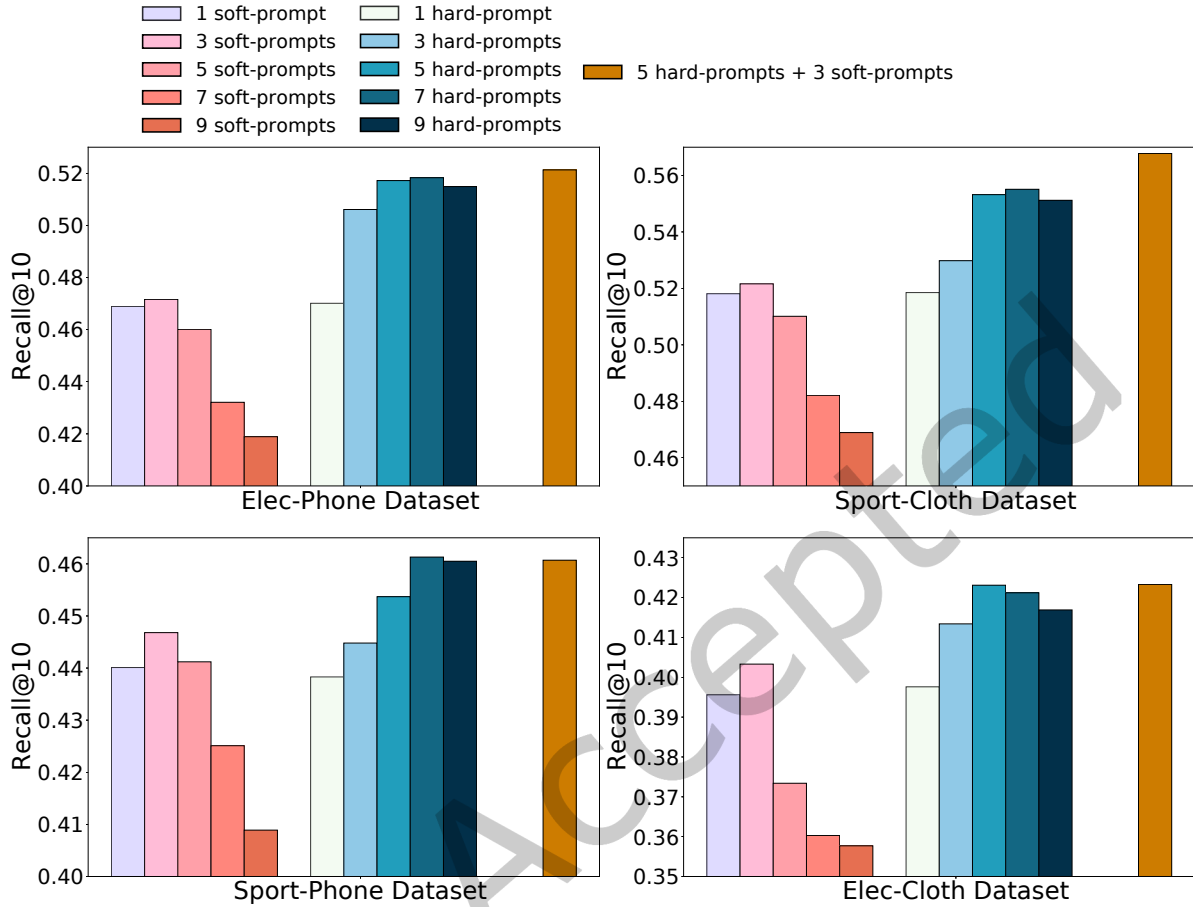 1 soft-prompt
3 soft-prompts
5 soft-prompts
7 soft-prompts
9 soft-prompts
1 hard-prompt
3 hard-prompts
5 hard-prompts
7 hard-prompts
9 hard-prompts
5 hard-prompts + 3 soft-prompts
Recall@10
0.52
0.50
0.48
0.46
0.44
0.42
0.40
Elec-Phone Dataset
Recall@10
0.56
0.54
0.52
0.50
0.48
0.46
Sport-Cloth Dataset
Recall@10
0.46
0.45
0.44
0.43
0.42
0.41
0.40
Sport-Phone Dataset
Recall@10
0.43
0.42
0.41
0.40
0.39
0.38
0.37
0.36
0.35
Elec-Cloth Dataset
Accepted